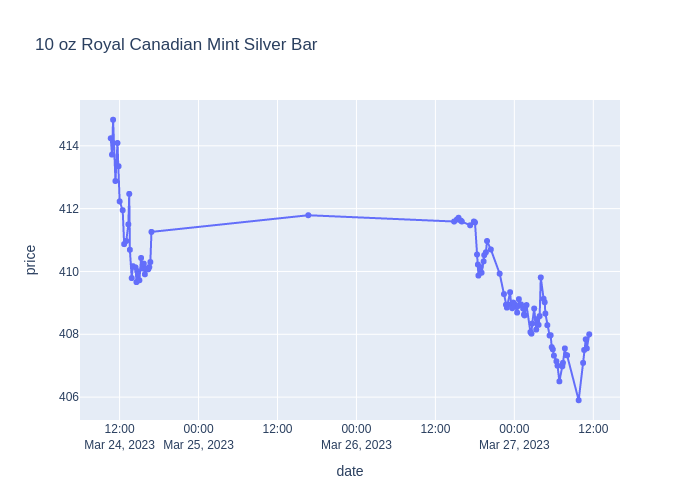 10 oz Royal Canadian Mint Silver Bar
price
414
412
410
408
406
12:00 00:00 12:00 00:00 12:00 00:00 12:00
Mar 24, 2023 Mar 25, 2023 Mar 26, 2023 Mar 27, 2023
date